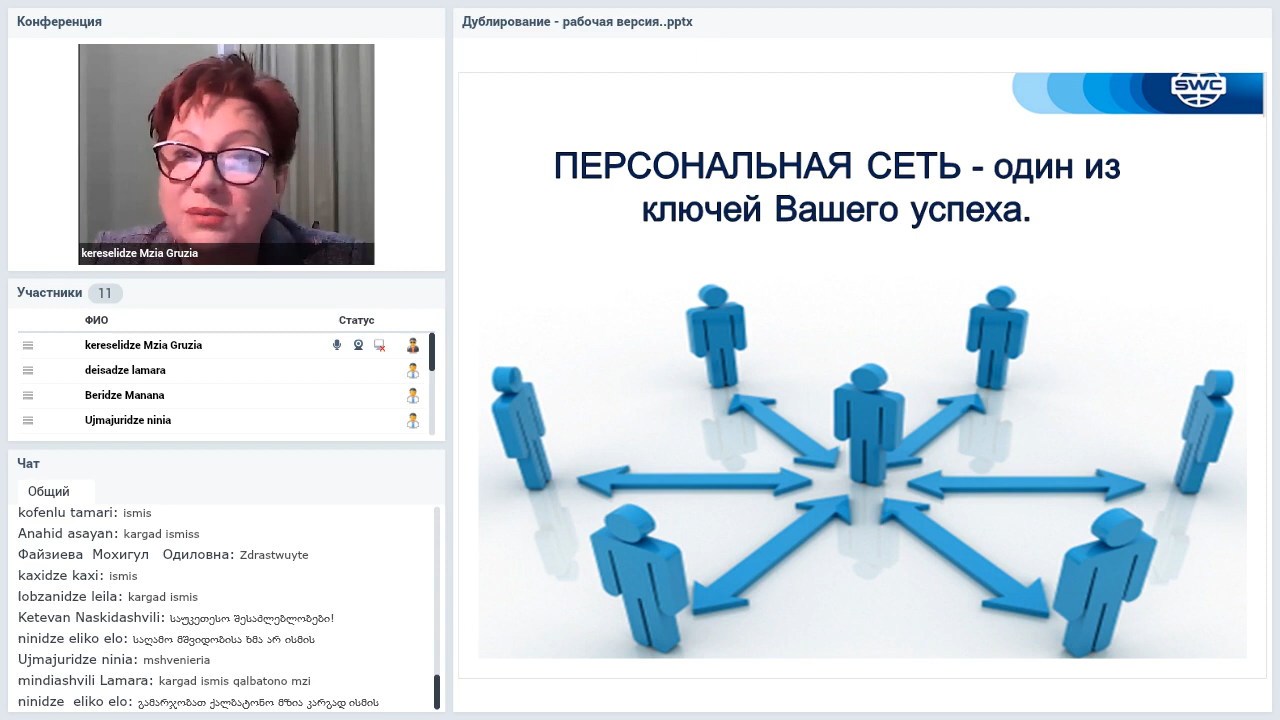 Конференция
kereselidze Mzia Gruzia
Участники 11
ФИО Статус
kereselidze Mzia Gruzia
deisadze lamara
Beridze Manana
Ujmajuridze ninia
Чат
Общий
kofenlu tamari: ismis
Anahid asayan: kargad ismiss
Файзиева Мохигул Одиловна: Zdrastwuyte
kaxidze kaxi: ismis
lobzanidze leila: kargad ismis
Ketevan Naskidashvili: საუკეთესო შესაძლებლობები!
ninidze eliko elo: საღამო მშვიდობისა ხმა არ ისმის
Ujmajuridze ninia: mshvenieria
mindiashvili Lamara: kargad ismis qalbatono mzi
ninidze eliko elo: გამარჯობათ ქალბატონო მზია კარგად ისმის
Дублирование - рабочая версия..pptx
SWC
ПЕРСОНАЛЬНАЯ СЕТЬ - один из
ключей Вашего успеха.